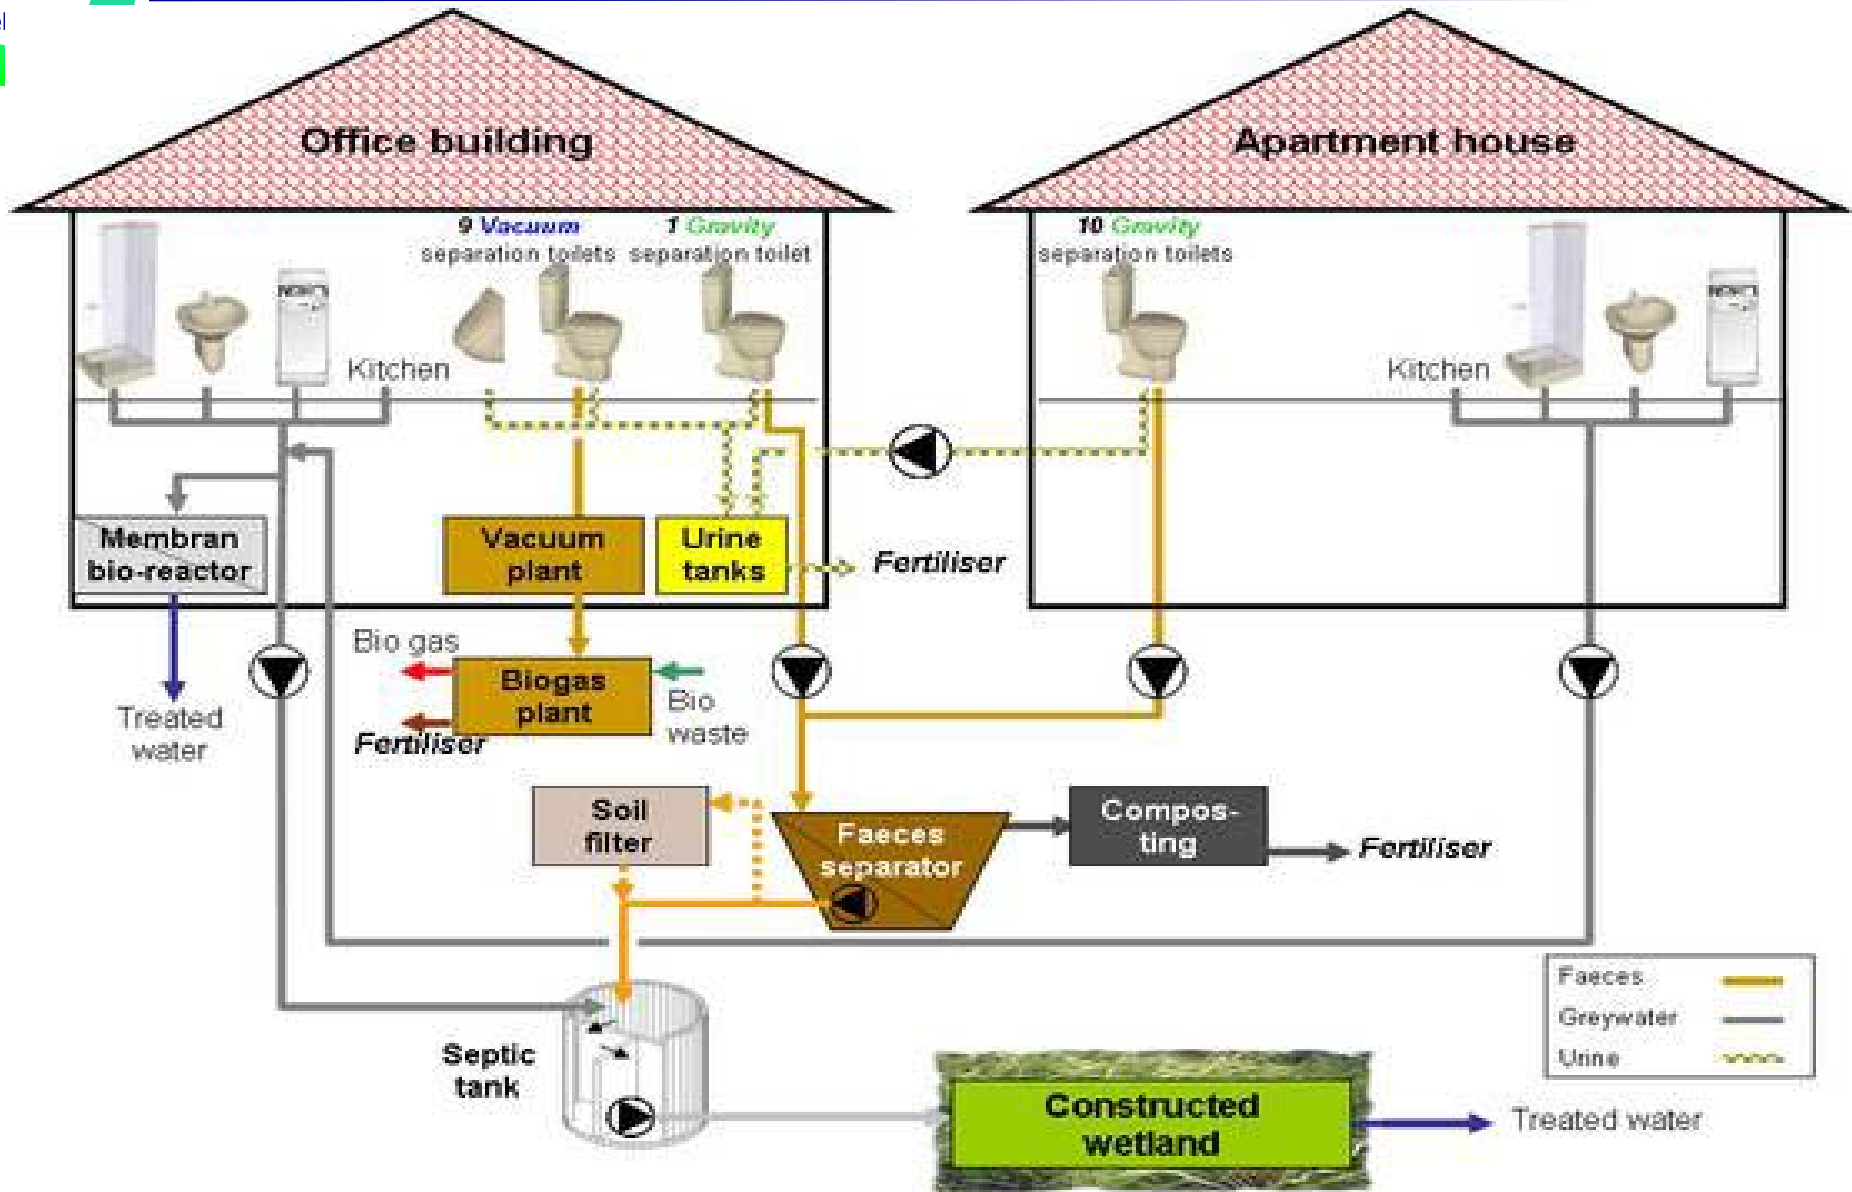 Office building
Apartment house
9 Vacuum
separation toilets
1 Gravity
separation toilet
10 Gravity
separation toilets
Kitchen
Kitchen
Membran
bio-reactor
Vacuum
plant
Urine
tanks
Fertiliser
Bio gas
Biogas
plant
Bio
waste
Fertiliser
Treated
water
Soil
filter
Faeces
separator
Compos-
ting
Fertiliser
Septic
tank
Constructed
wetland
Treated water
Faeces
Greywater
Urine